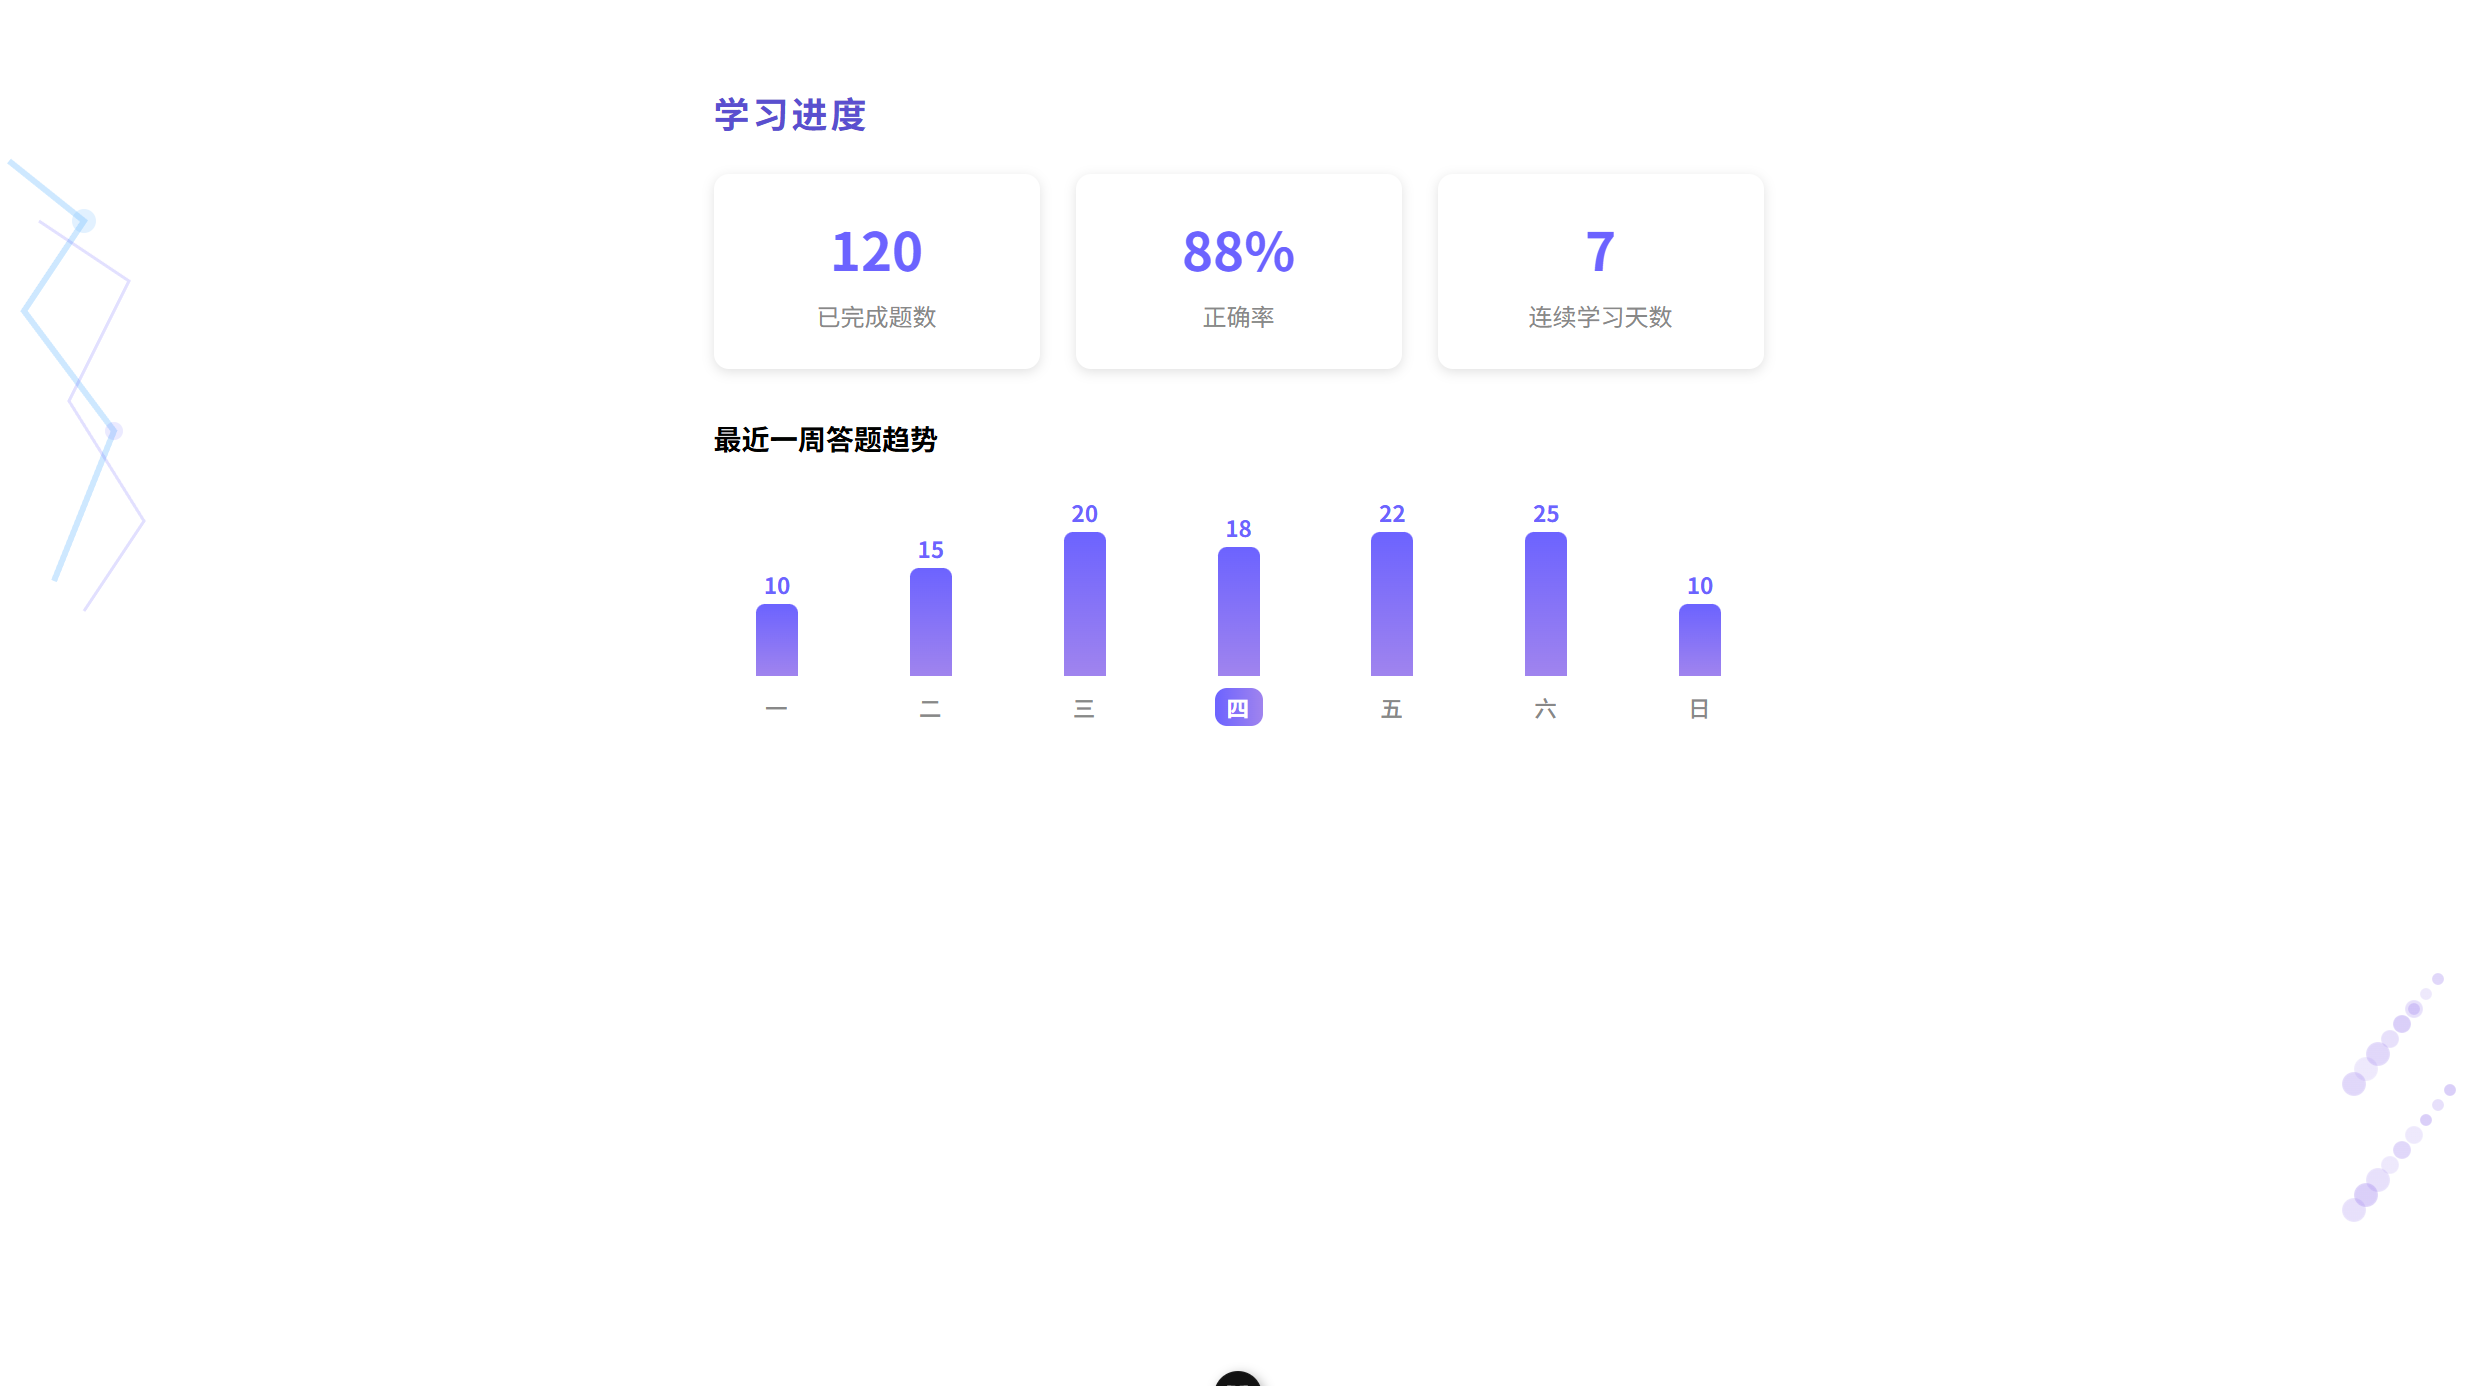 学习进度
120 88% 7
已完成题数 正确率 连续学习天数
最近一周答题趋势
10 15 20 18 22 25 10
一 二 三 四 五 六 日